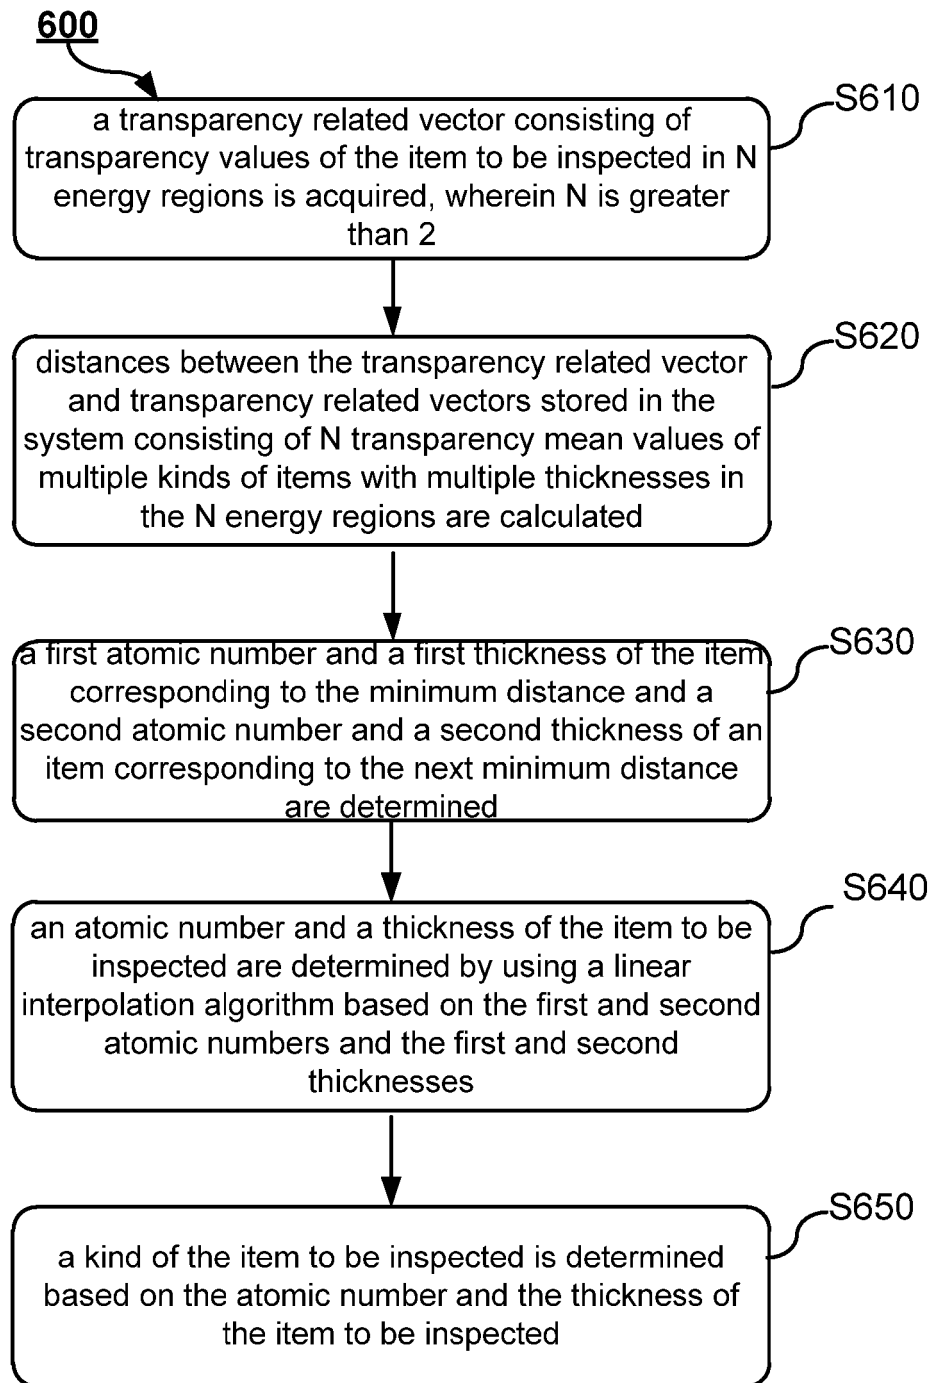 600
S610
a transparency related vector consisting of
transparency values of the item to be inspected in N
energy regions is acquired, wherein N is greater
than 2
S620
distances between the transparency related vector
and transparency related vectors stored in the
system consisting of N transparency mean values of
multiple kinds of items with multiple thicknesses in
the N energy regions are calculated
S630
a first atomic number and a first thickness of the item
corresponding to the minimum distance and a
second atomic number and a second thickness of an
item corresponding to the next minimum distance
are determined
S640
an atomic number and a thickness of the item to be
inspected are determined by using a linear
interpolation algorithm based on the first and second
atomic numbers and the first and second
thicknesses
S650
a kind of the item to be inspected is determined
based on the atomic number and the thickness of
the item to be inspected